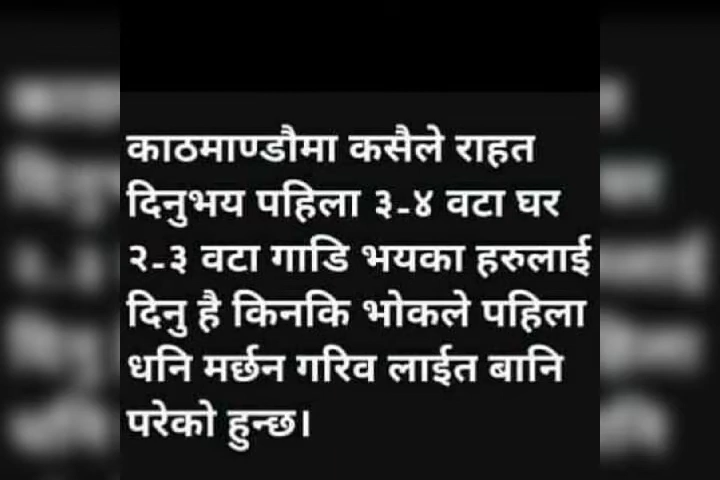 काठमाण्डौमा कसैले राहत
दिनुभय पहिला ३-४ वटा घर
२-३ वटा गाडि भयका हरुलाई
दिनु है किनकि भोकले पहिला
धनि मर्छन गरिव लाईत बानि
परेको हुन्छ।